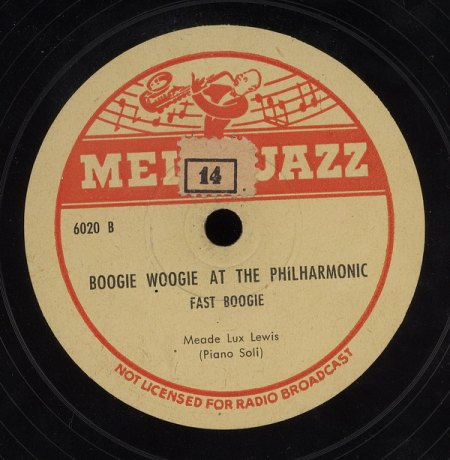 JAZZ
14
6020 B
BOOGIE WOOGIE AT THE PHILHARMONIC
FAST BOOGIE
Meade Lux Lewis
(Piano Soli)
NOT LICENSED FOR RADIO BROADCAST